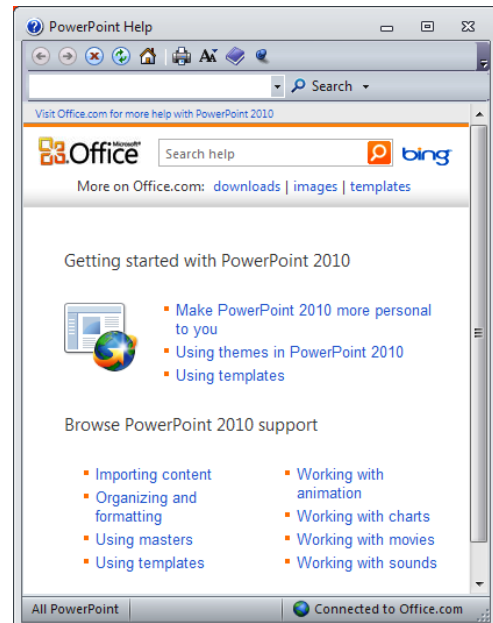 PowerPoint Help
Search
Visit Office.com for more help with PowerPoint 2010
Microsoft®
Office
Search help
bing
More on Office.com: downloads | images | templates
Getting started with PowerPoint 2010
Make PowerPoint 2010 more personal
to you
Using themes in PowerPoint 2010
Using templates
Browse PowerPoint 2010 support
Importing content
Organizing and
formatting
Using masters
Using templates
Working with
animation
Working with charts
Working with movies
Working with sounds
All PowerPoint
Connected to Office.com